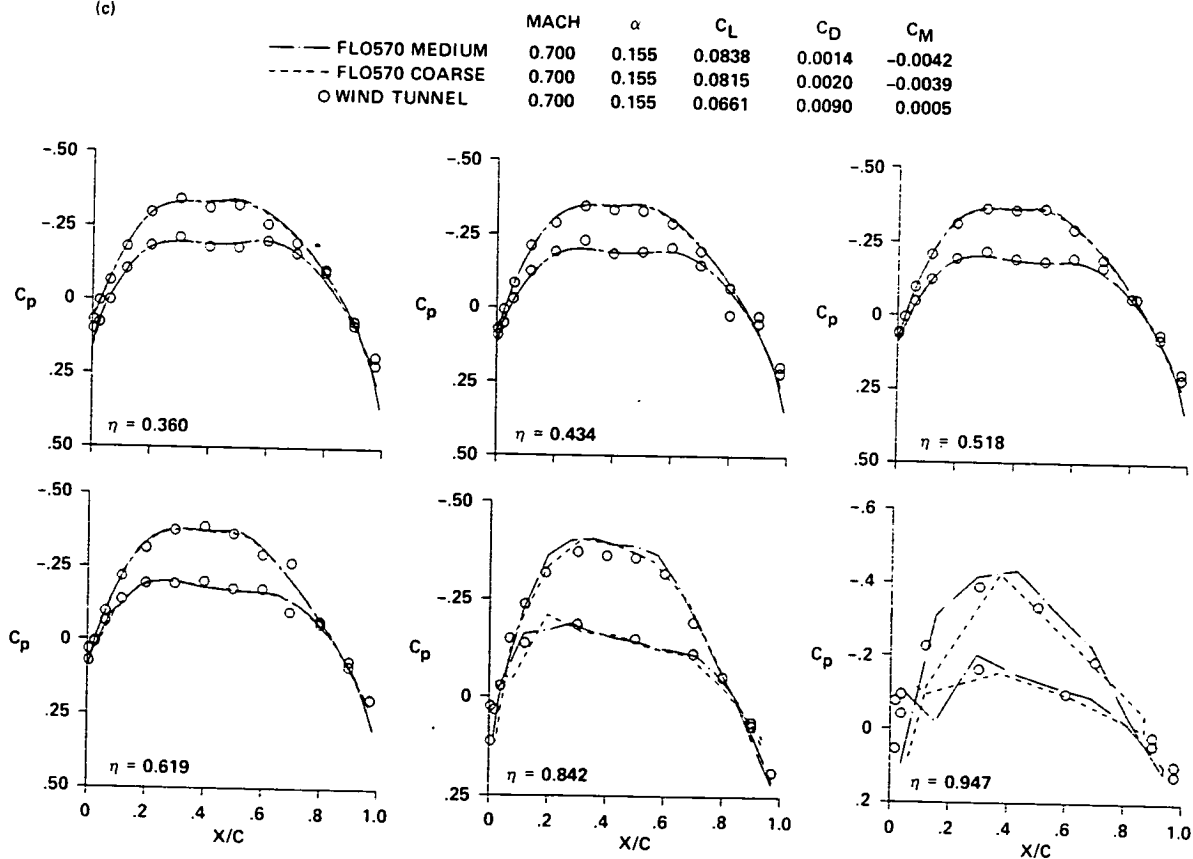 (c)
MACH α C_L C_D C_M
FLO570 MEDIUM 0.700 0.155 0.0838 0.0014 -0.0042
FLO570 COARSE 0.700 0.155 0.0815 0.0020 -0.0039
WIND TUNNEL 0.700 0.155 0.0661 0.0090 0.0005
-.50
-.25
C_p 0
.25
.50
η = 0.360
-.50
-.25
C_p 0
.25
.50
η = 0.434
-.50
-.25
C_p 0
.25
.50
η = 0.518
-.50
-.25
C_p 0
.25
.50
η = 0.619
0 .2 .4 .6 .8 1.0
X/C
-.50
-.25
C_p 0
.25
η = 0.842
0 .2 .4 .6 .8 1.0
X/C
-.6
-.4
C_p -.2
0
.2
η = 0.947
0 .2 .4 .6 .8 1.0
X/C